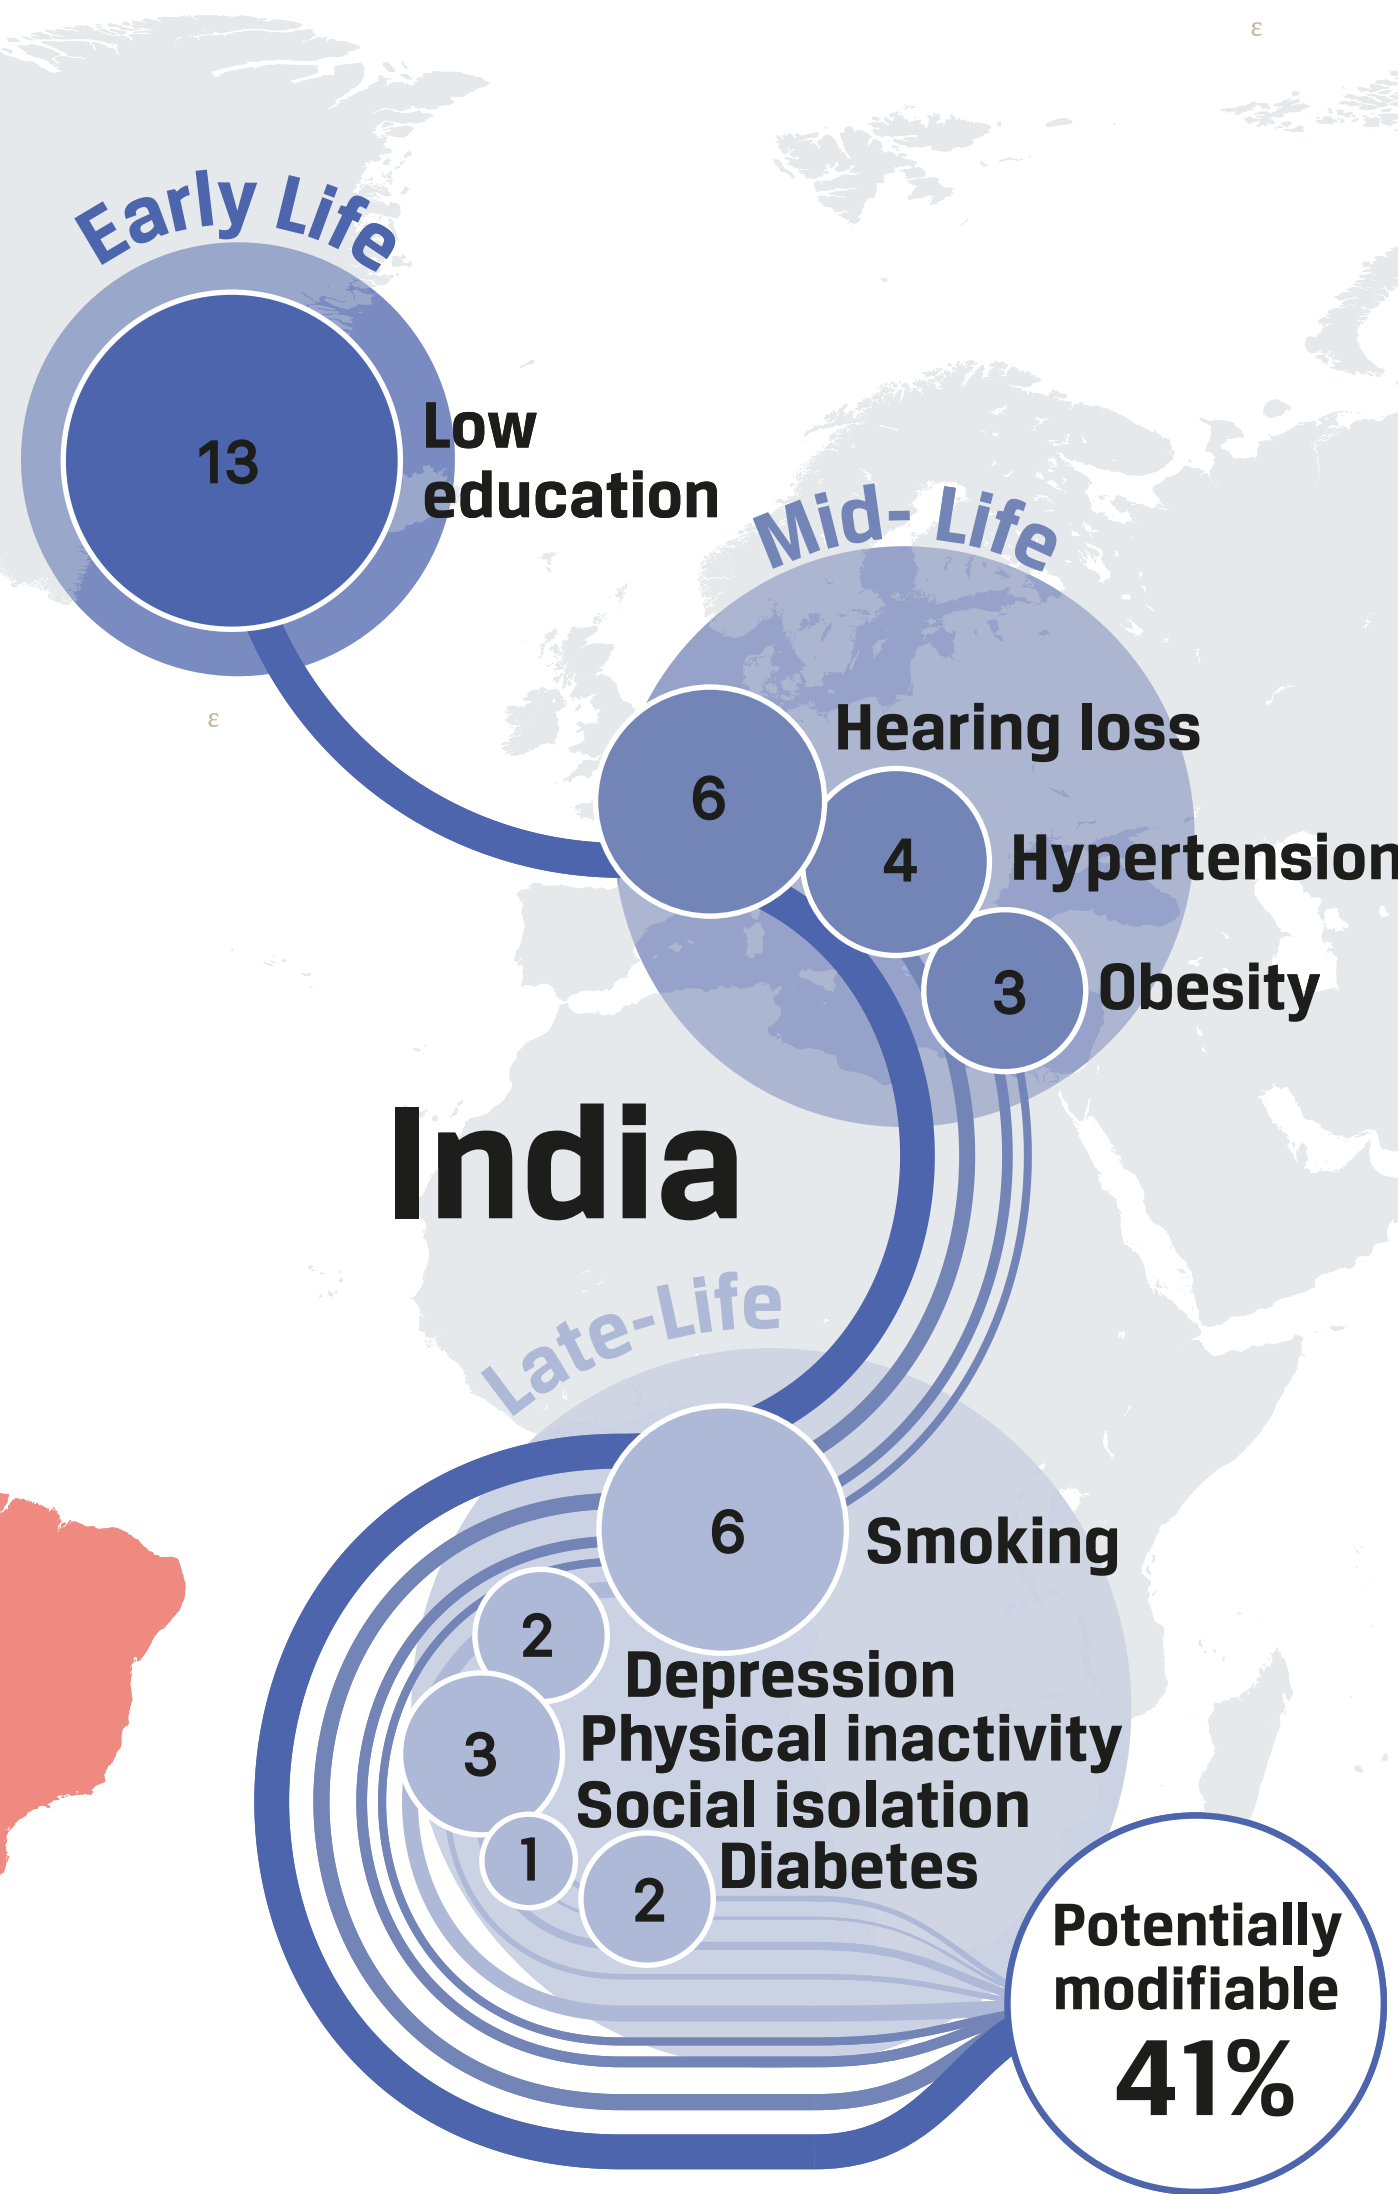 ε
Early Life
13
Low
education
Mid- Life
ε
Hearing loss
6
4
Hypertension
3
Obesity
India
Late-Life
6
Smoking
2
Depression
3
Physical inactivity
Social isolation
1
Diabetes
2
Potentially
modifiable
41%